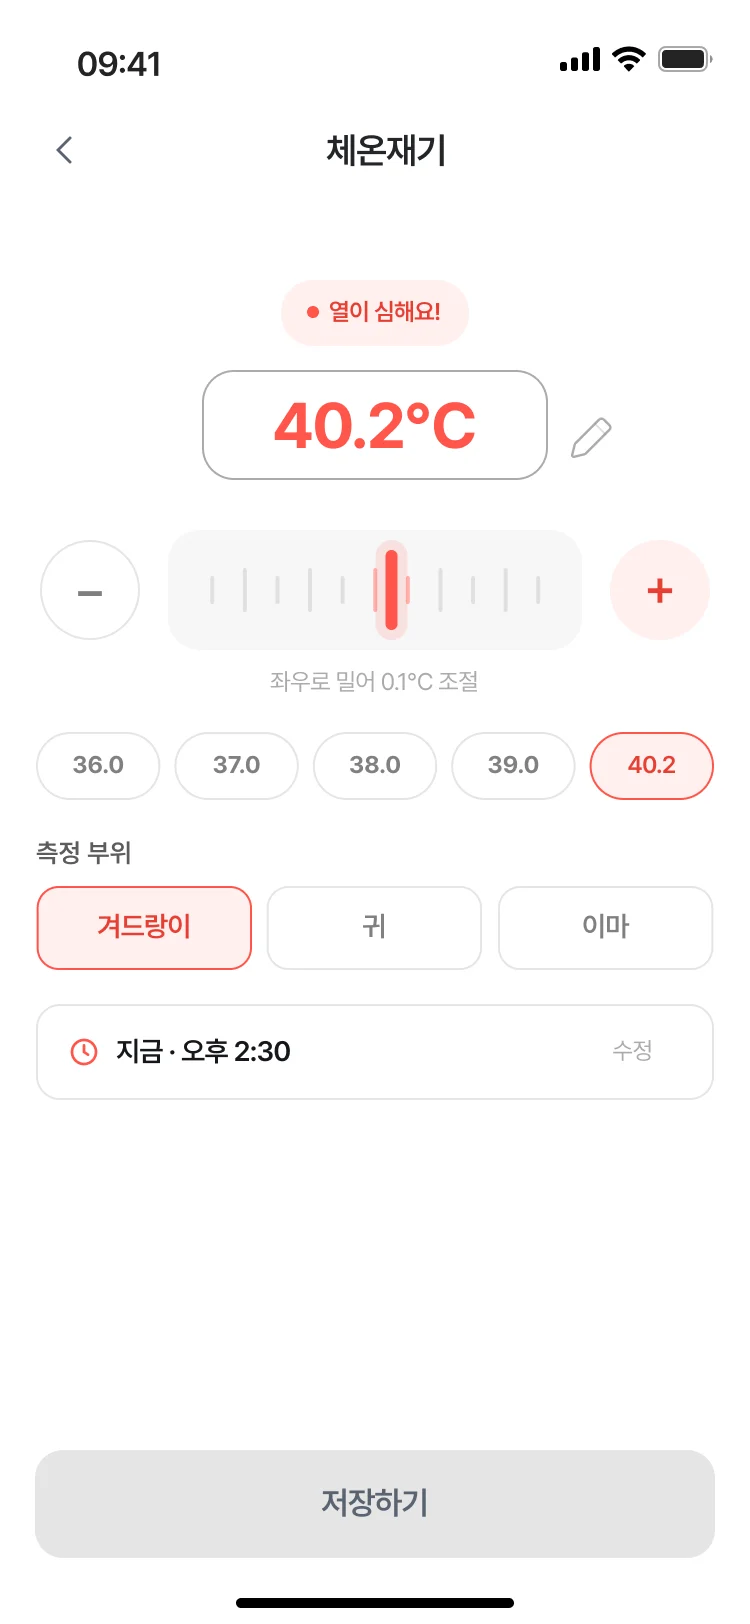 09:41
체온재기
열이 심해요!
40.2°C
–
+
좌우로 밀어 0.1°C 조절
36.0 37.0 38.0 39.0 40.2
측정 부위
겨드랑이 귀 이마
지금 · 오후 2:30 수정
저장하기